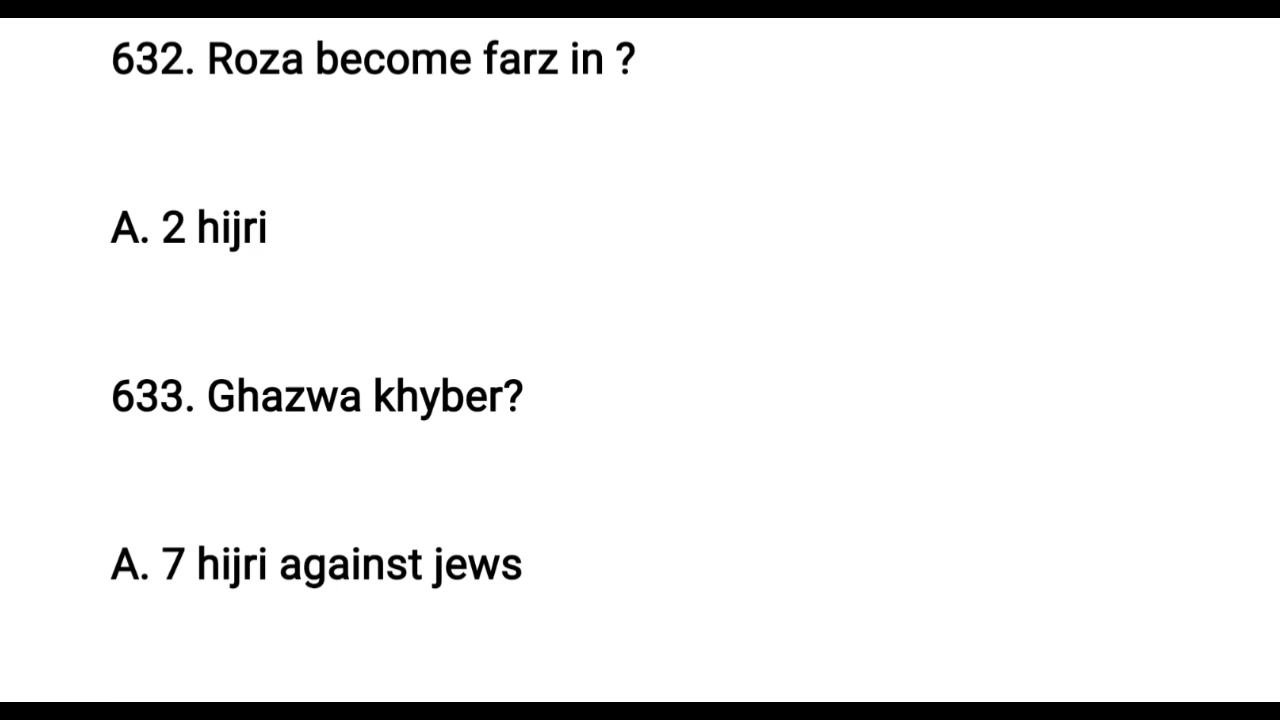 632. Roza become farz in ?
A. 2 hijri
633. Ghazwa khyber?
A. 7 hijri against jews